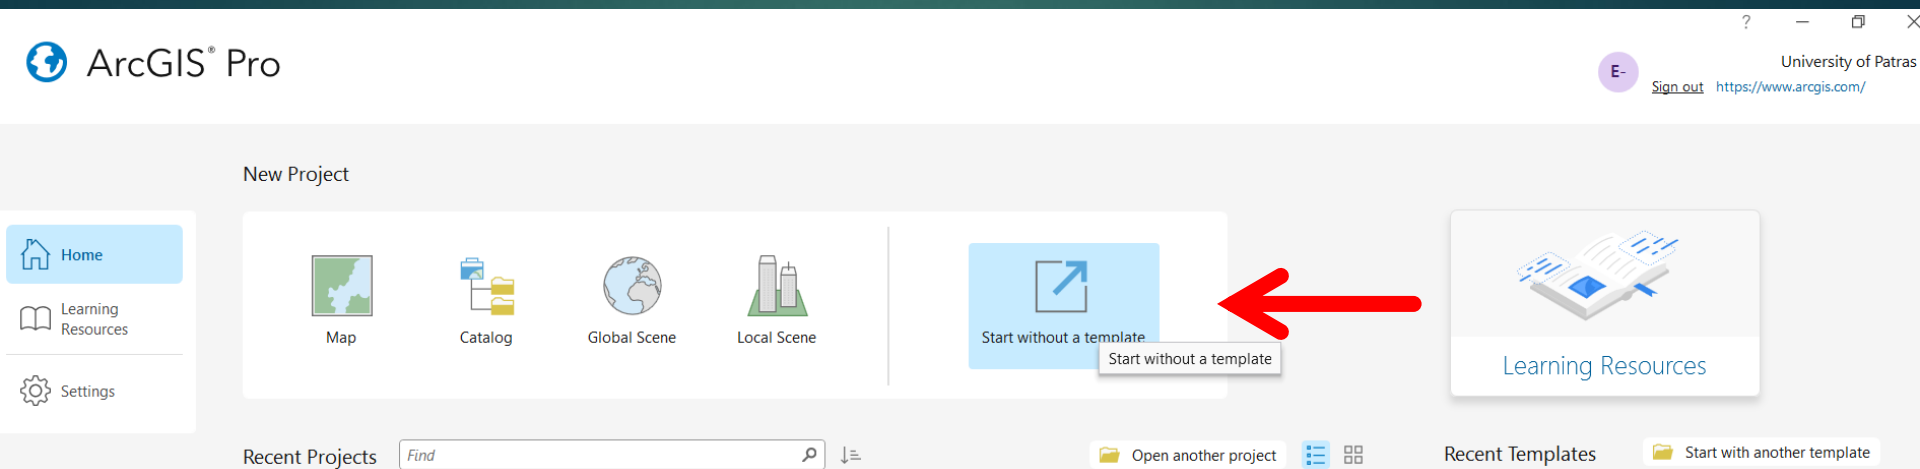 ?
ArcGIS® Pro
E-
University of Patras
Sign out https://www.arcgis.com/
New Project
Home
Learning
Resources
Settings
Map
Catalog
Global Scene
Local Scene
Start without a template
Start without a template
Learning Resources
Recent Projects
Find
Open another project
Recent Templates
Start with another template